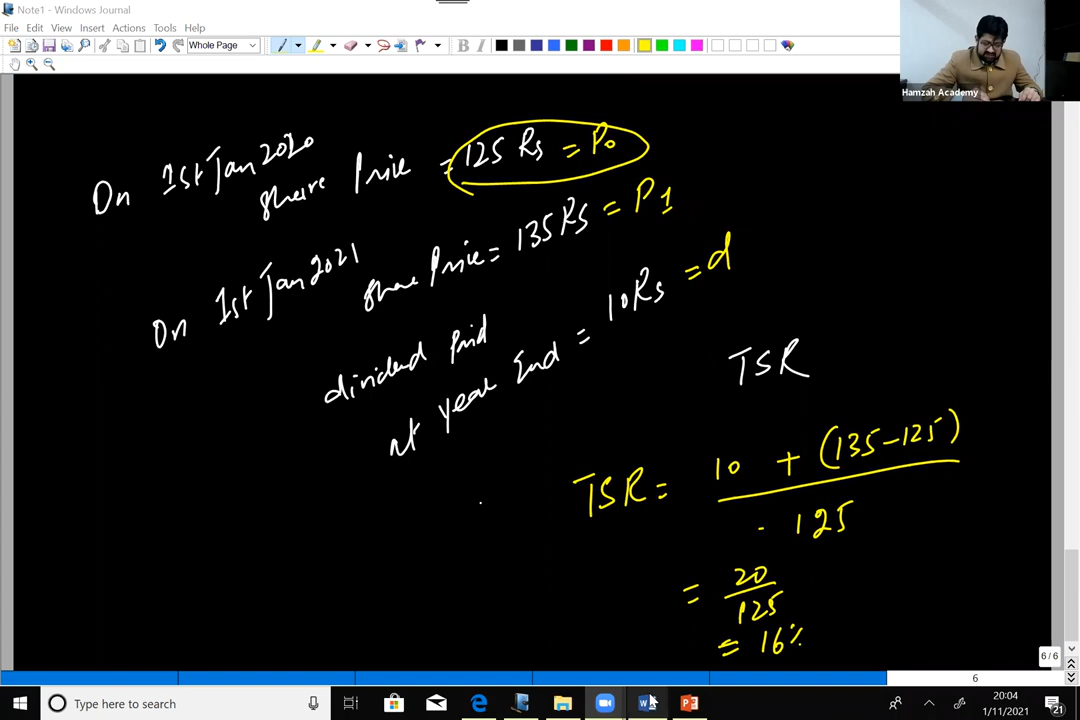 Note1 - Windows Journal
File Edit View Insert Actions Tools Help
Whole Page
B I
Hamzah Academy
On 1st Jan 2020
share Price = 125 Rs = P0
On 1st Jan 2021
share Price = 135 Rs = P1
dividend Paid
at year End = 10 Rs = d
TSR
TSR = 10 + (135-125)
125
= 20
125
= 16%
6/6
6
Type here to search
20:04
1/11/2021
21